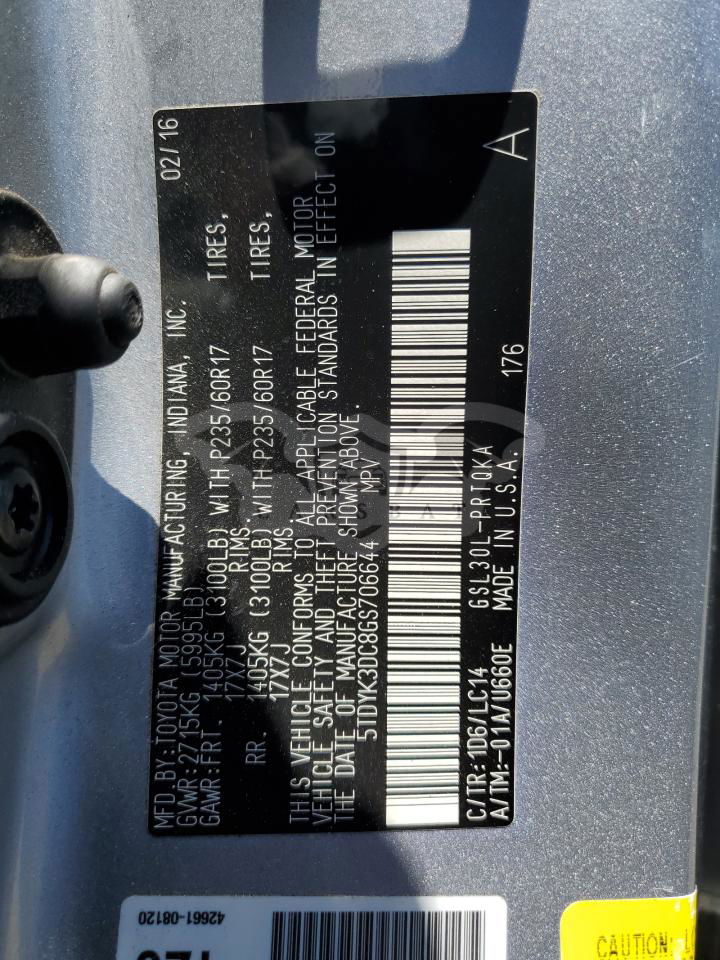 MFD.BY:TOYOTA MOTOR MANUFACTURING, INDIANA, INC. 02/16
GVWR:2715KG (5995LB)
GAWR:FRT. 1405KG (3100LB) WITH P235/60R17 TIRES,
17X7J RIMS.
RR. 1405KG (3100LB) WITH P235/60R17 TIRES,
17X7J RIMS.
THIS VEHICLE CONFORMS TO ALL APPLICABLE FEDERAL MOTOR
VEHICLE SAFETY AND THEFT PREVENTION STANDARDS IN EFFECT ON
THE DATE OF MANUFACTURE SHOWN ABOVE.
5TDYK3DC8GS706644 MPV
A
C/TR:1D6/LC14 GSL30L-PRTQKA 176
A/TM:-01A/U660E MADE IN U.S.A.
42661-08120
CAUTION: